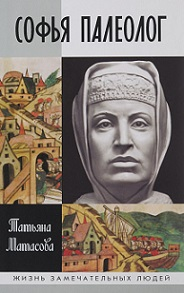 СОФЬЯ ПАЛЕОЛОГ
Татьяна
Матасова
ЖИЗНЬ ЗАМЕЧАТЕЛЬНЫХ ЛЮДЕЙ